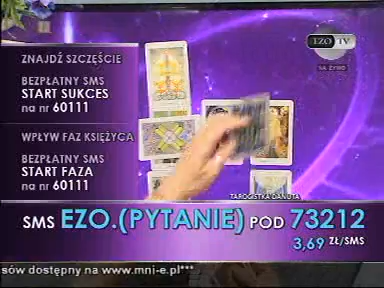 ZNAJDŹ SZCZĘŚCIE
BEZPŁATNY SMS
START SUKCES
na nr 60111
WPŁYW FAZ KSIĘŻYCA
BEZPŁATNY SMS
START FAZA
na nr 60111
EZO TV
NA ŻYWO
TAROGISTKA DANUTA
SMS EZO.(PYTANIE) POD 73212
3,69 ZŁ/SMS
sów dostępny na www.mni-e.pl***